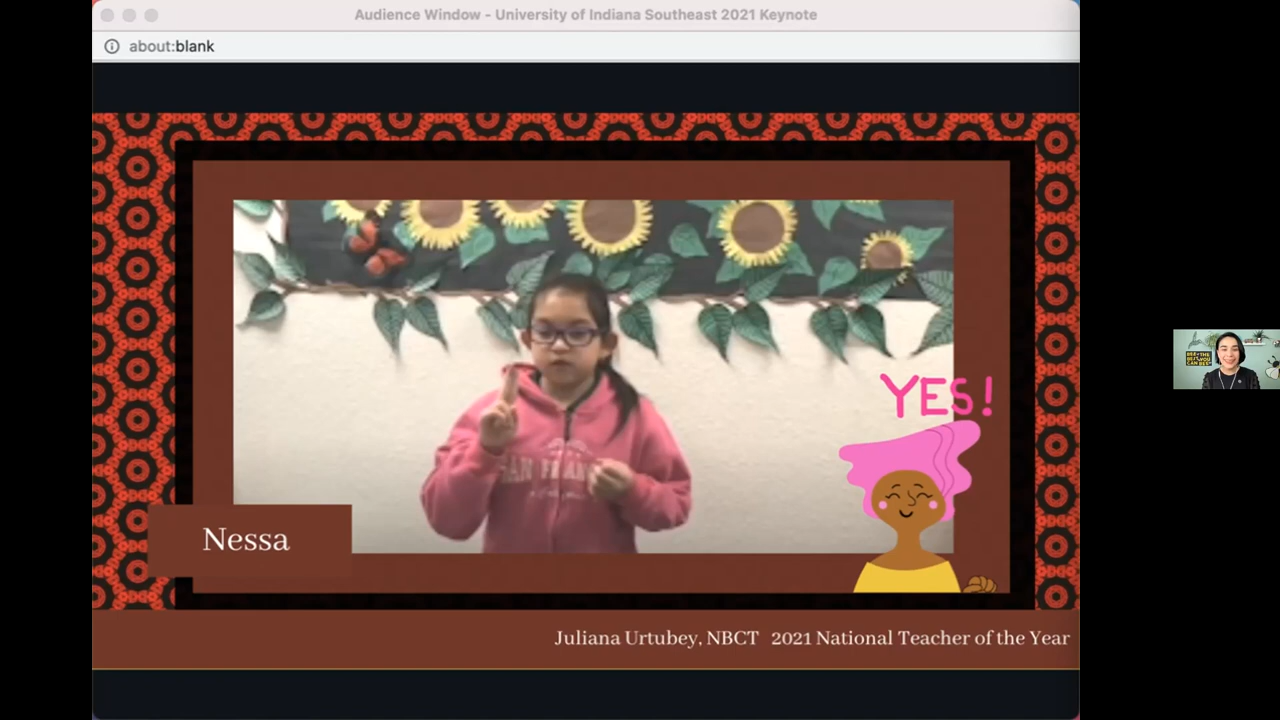 Audience Window - University of Indiana Southeast 2021 Keynote
about:blank
YES!
Nessa
Juliana Urtubey, NBCT 2021 National Teacher of the Year